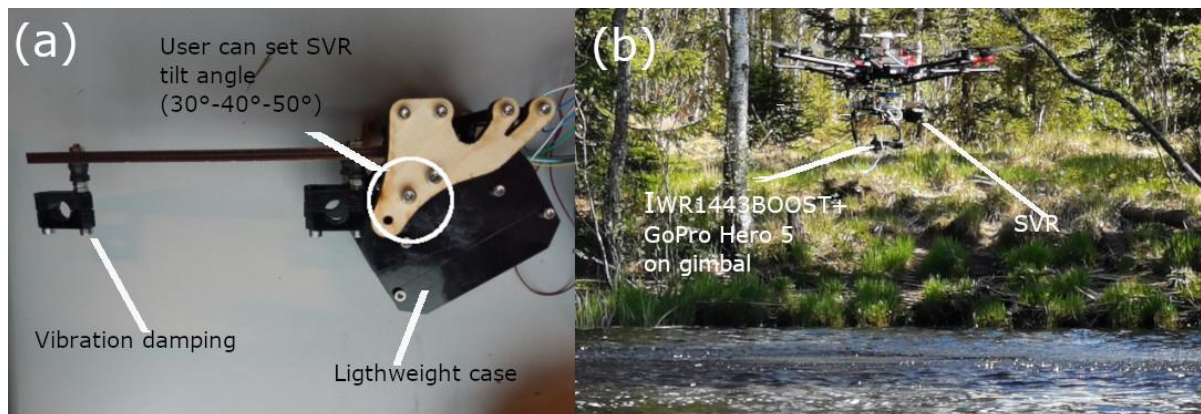 (a)
User can set SVR
tilt angle
(30°-40°-50°)
Vibration damping
Ligthweight case
(b)
IWR1443BOOST+
GoPro Hero 5
on gimbal
SVR